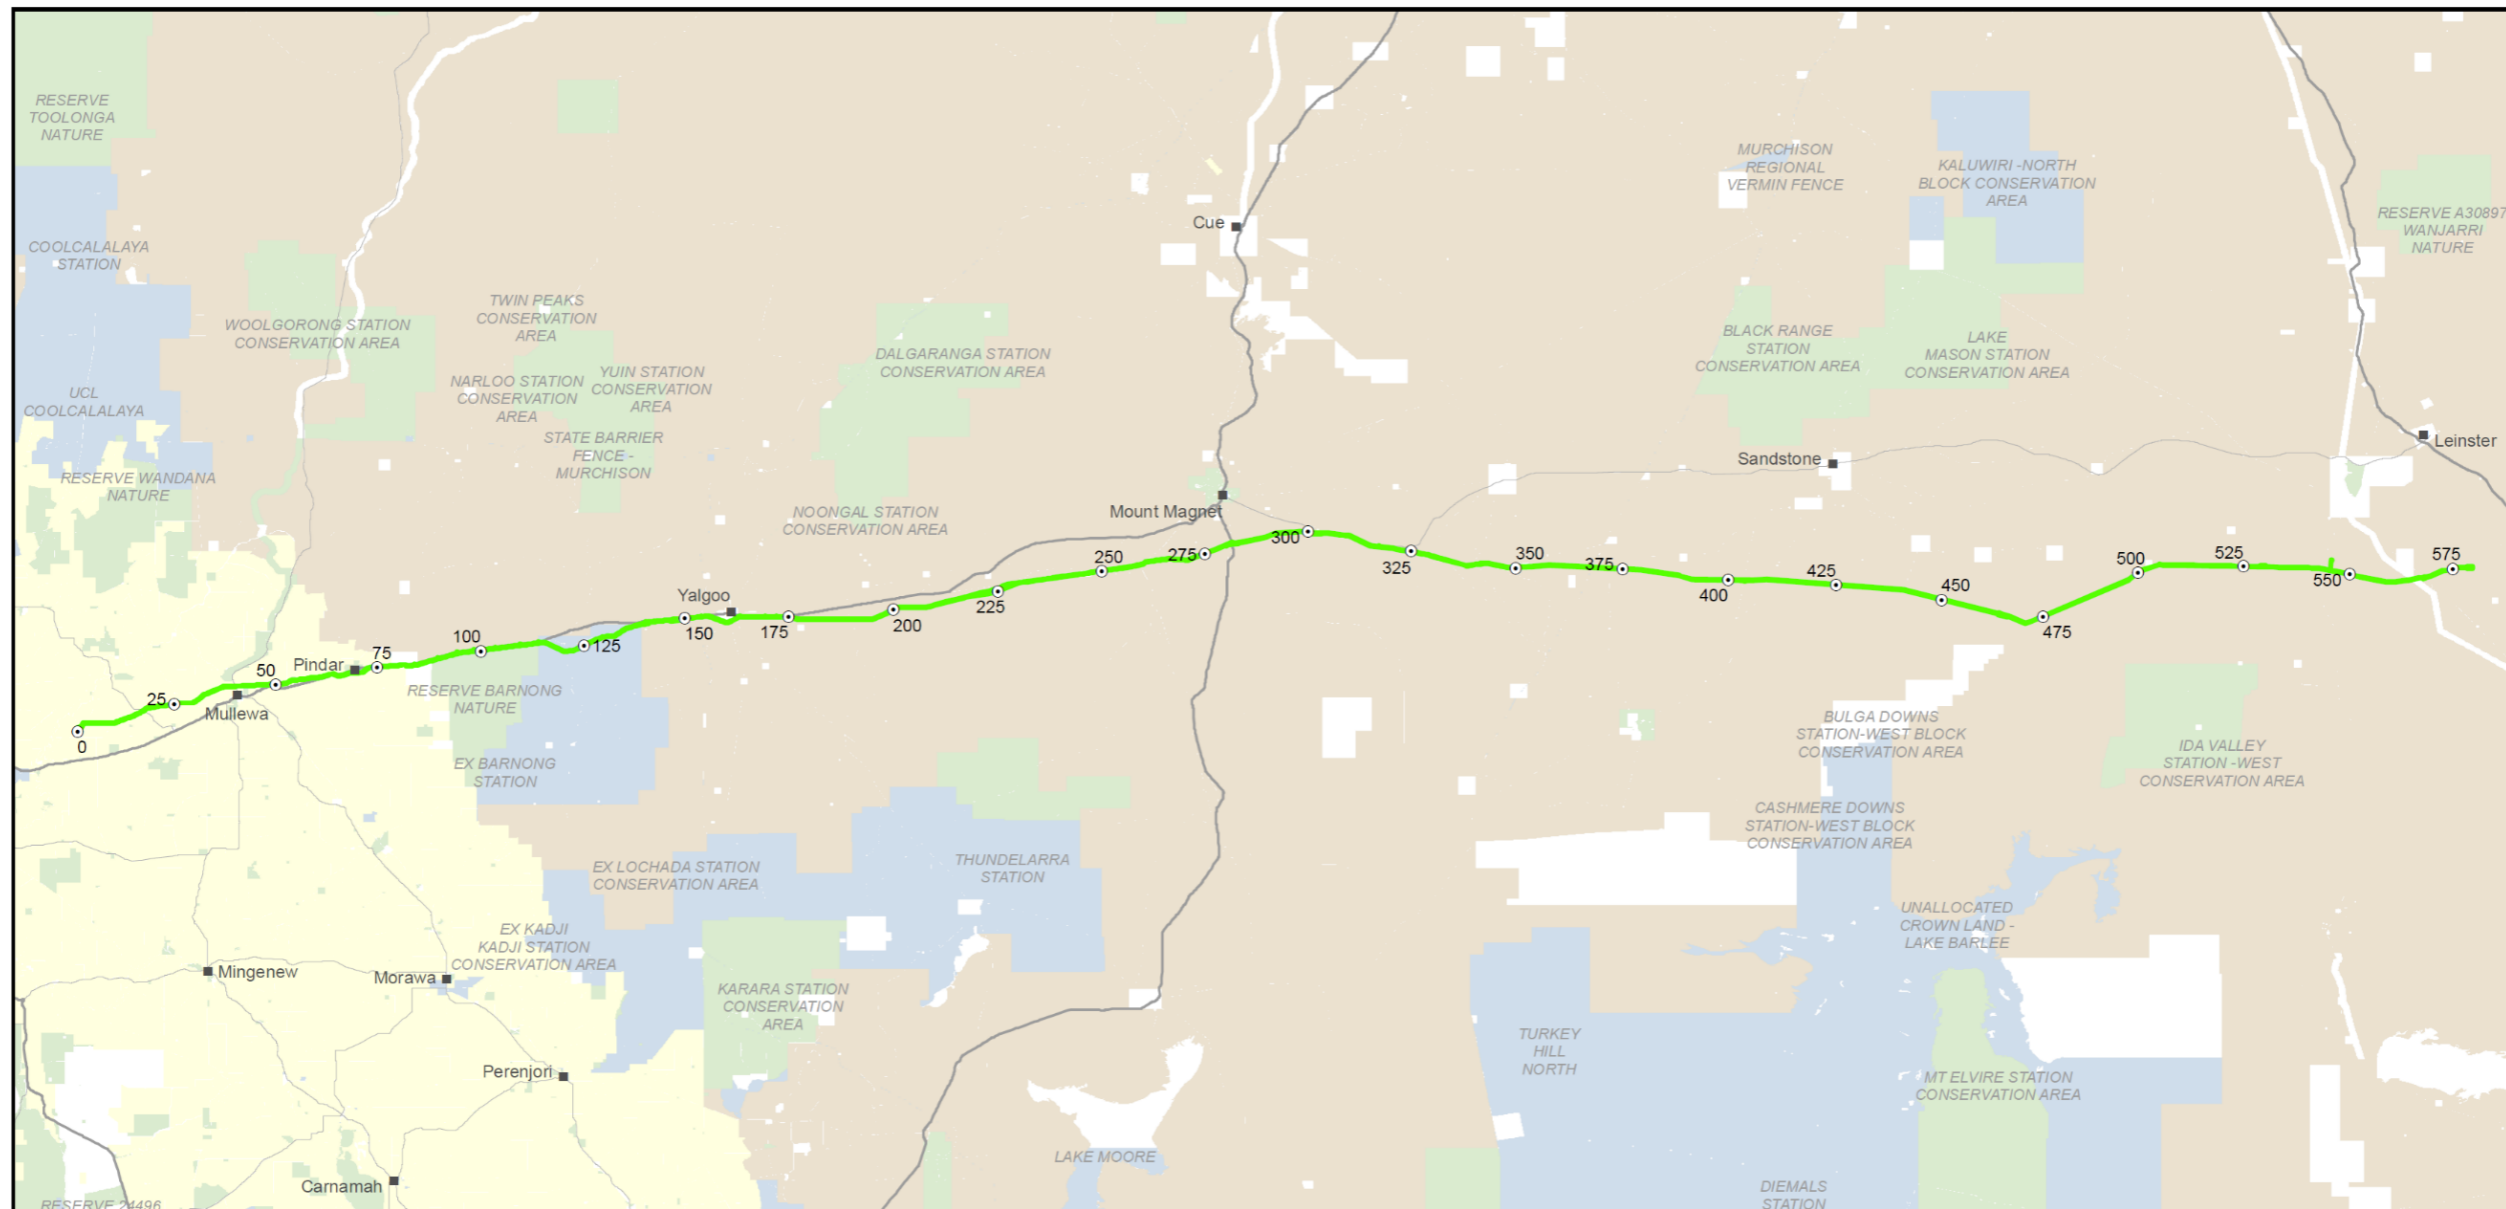 RESERVE
TOOLONGA
NATURE
MURCHISON
REGIONAL
VERMIN FENCE
KALUWIRI -NORTH
BLOCK CONSERVATION
AREA
RESERVE A30897
WANJARRI
NATURE
Cue
COOLCALALAYA
STATION
TWIN PEAKS
CONSERVATION
AREA
WOOLGORONG STATION
CONSERVATION AREA
DALGARANGA STATION
CONSERVATION AREA
BLACK RANGE
STATION
CONSERVATION AREA
LAKE
MASON STATION
CONSERVATION AREA
NARLOO STATION
CONSERVATION
AREA
YUIN STATION
CONSERVATION
AREA
UCL
COOLCALALAYA
STATE BARRIER
FENCE -
MURCHISON
Leinster
Sandstone
RESERVE WANDANA
NATURE
NOONGAL STATION
CONSERVATION AREA
Mount Magnet
Yalgoo
Pindar
Mullewa
0
25
50
75
100
125
150
175
200
225
250
275
300
325
350
375
400
425
450
475
500
525
550
575
RESERVE BARNONG
NATURE
EX BARNONG
STATION
BULGA DOWNS
STATION-WEST BLOCK
CONSERVATION AREA
IDA VALLEY
STATION -WEST
CONSERVATION AREA
CASHMERE DOWNS
STATION-WEST BLOCK
CONSERVATION AREA
EX LOCHADA STATION
CONSERVATION AREA
THUNDELARRA
STATION
UNALLOCATED
CROWN LAND -
LAKE BARLEE
EX KADJI
KADJI STATION
CONSERVATION AREA
Mingenew
Morawa
KARARA STATION
CONSERVATION
AREA
TURKEY
HILL
NORTH
Perenjori
MT ELVIRE STATION
CONSERVATION AREA
LAKE MOORE
Carnamah
DIEMALS
STATION
RESERVE 24496